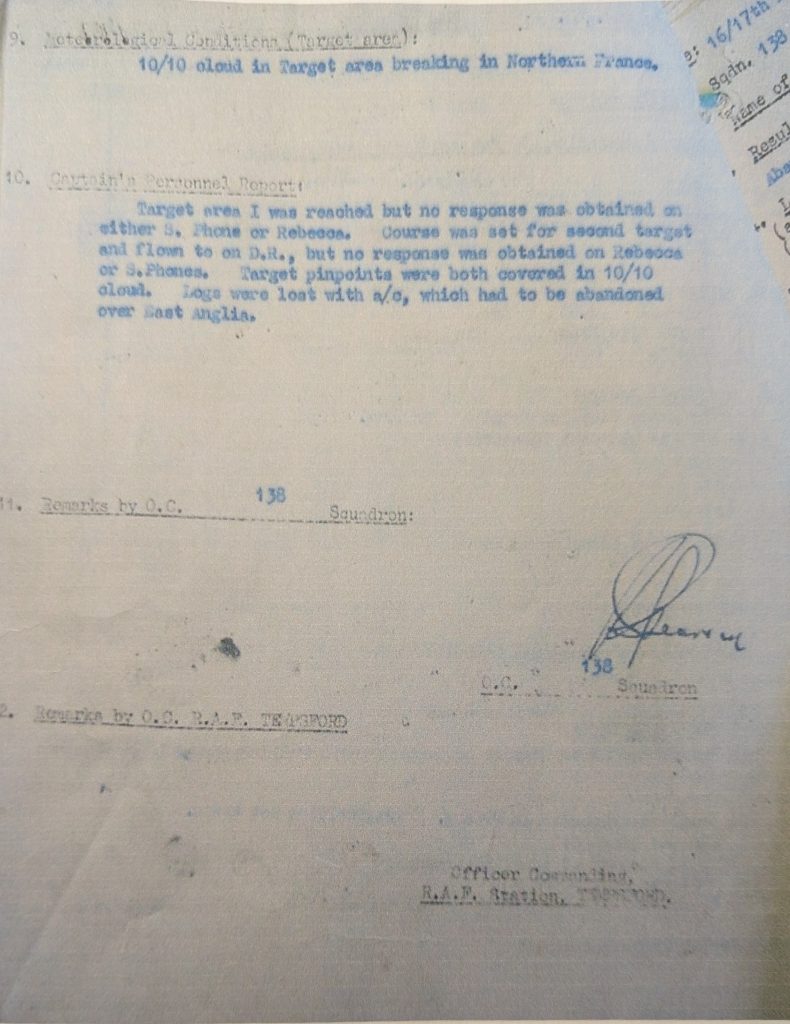 9. Meteorological Conditions (Target area):
10/10 cloud in Target area breaking in Northern France.
10. Captain's Personnel Report:
Target area I was reached but no response was obtained on
either S. Phone or Rebecca. Course was set for second target
and flown to on D.R., but no response was obtained on Rebecca
or S.Phones. Target pinpoints were both covered in 10/10
cloud. Logs were lost with a/c, which had to be abandoned
over East Anglia.
11. Remarks by O.C. 138 Squadron:
O.C. 138 Squadron
2. Remarks by O.C. R.A.F. TEMPSFORD
Officer Commanding,
R.A.F. Station, TEMPSFORD.
: 16/17th
Sqdn. 138
Name of